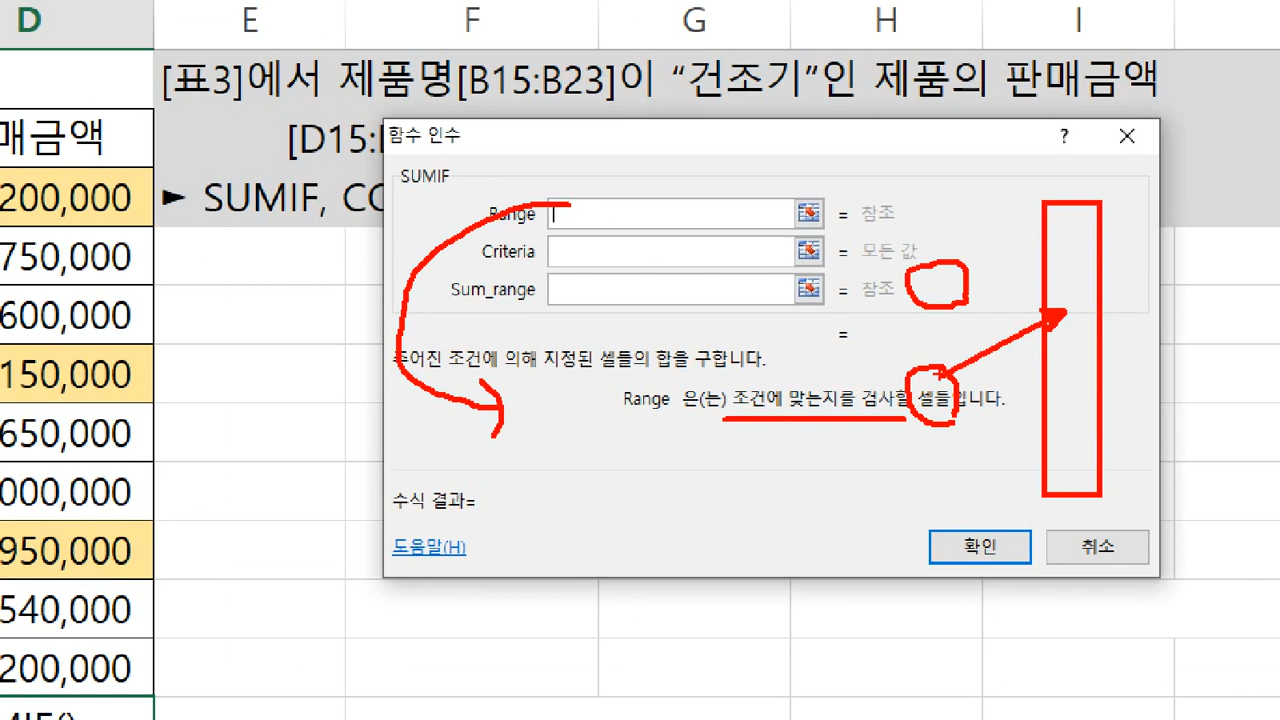 D E F G H I
[표3]에서 제품명[B15:B23]이 “건조기”인 제품의 판매금액
매금액 [D15:
200,000 ► SUMIF,
750,000
600,000
150,000
650,000
000,000
950,000
540,000
200,000
함수 인수 ?
SUMIF
Range = 참조
Criteria = 모든 값
Sum_range = 참조
=
주어진 조건에 의해 지정된 셀들의 합을 구합니다.
Range 은(는) 조건에 맞는지를 검사할 셀들입니다.
수식 결과=
도움말(H) 확인 취소